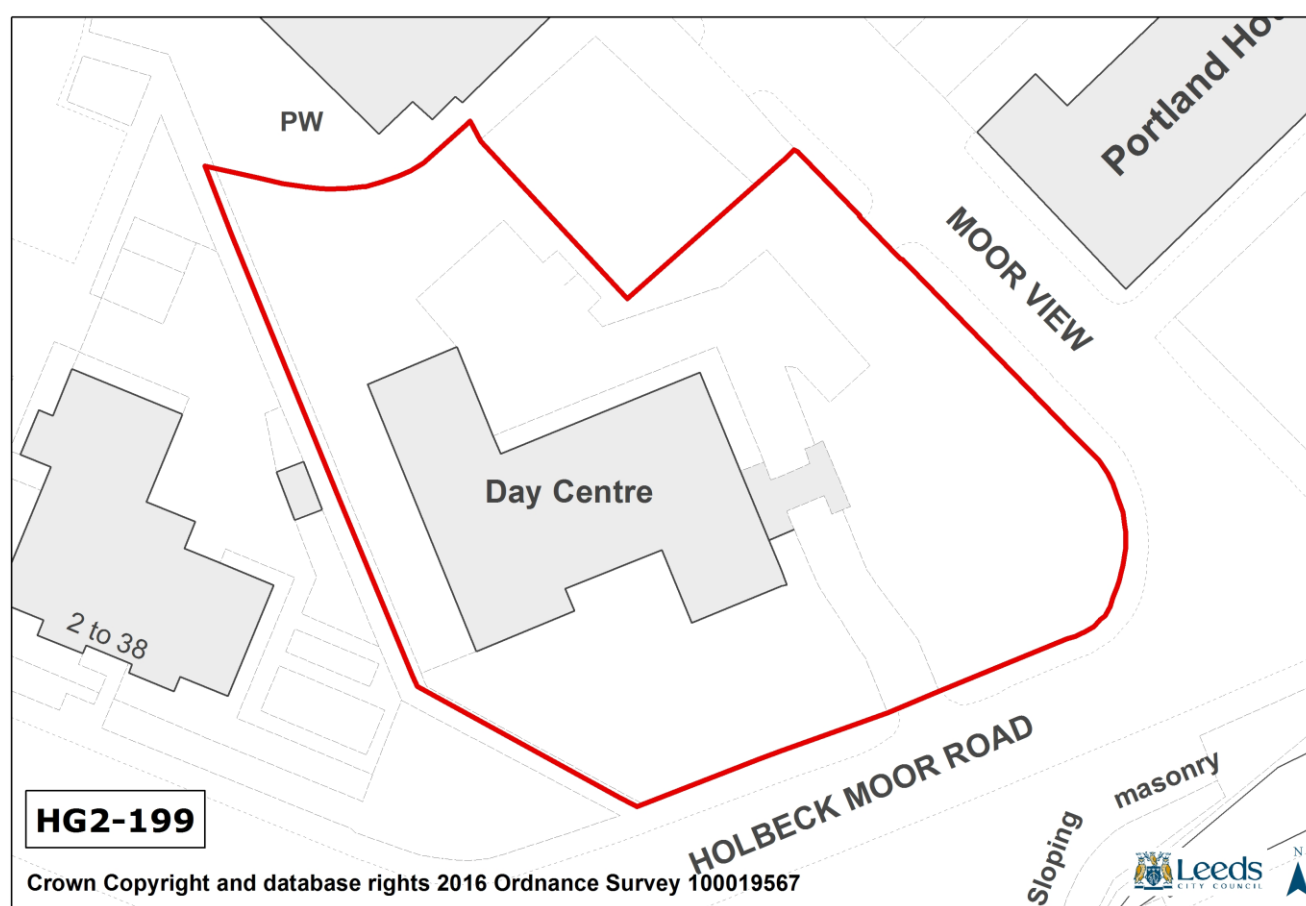 PW
Portland Hou
MOOR VIEW
Day Centre
2 to 38
HOLBECK MOOR ROAD
masonry
Sloping
HG2-199
Crown Copyright and database rights 2016 Ordnance Survey 100019567
Leeds
CITY COUNCIL
N